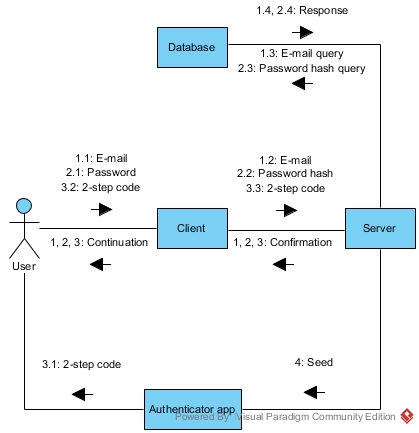 1.4, 2.4: Response
Database
1.3: E-mail query
2.3: Password hash query
1.1: E-mail
2.1: Password
3.2: 2-step code
1.2: E-mail
2.2: Password hash
3.3: 2-step code
User
1, 2, 3: Continuation
Client
1, 2, 3: Confirmation
Server
3.1: 2-step code
4: Seed
Authenticator app
Powered By: Visual Paradigm Community Edition